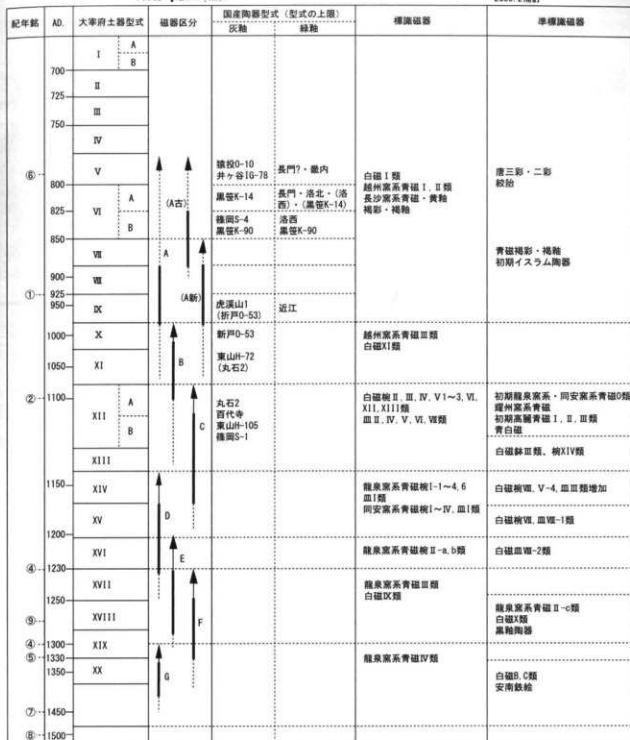 紀年銘 AD. 大宰府土器型式 磁器区分 国産陶器型式 (型式の上限) 標識磁器 準標識磁器
灰釉 緑釉
I A
B
700
II
725
III
750
IV
⑥ V 猿投O-10 長門?・畿内
井ヶ谷IG-78
白磁Ⅰ類
越州窯系青磁Ⅰ, Ⅱ類
長沙窯系青磁・黄釉
褐彩・褐釉
唐三彩・二彩
絞胎
800
VI A (A古) 黒笹K-14 長門・洛北・(洛
西)・(黒笹K-14)
825
B 篠岡S-4 洛西
黒笹K-90 黒笹K-90
850
VII A
青磁褐彩・褐釉
初期イスラム陶器
900
VIII
① 925
950 IX (A新) 虎渓山1 近江
(折戸O-53)
X 新戸O-53 越州窯系青磁Ⅲ類
白磁XI類
1000
XI B 東山H-72
(丸石2)
1050
② 1100
XII A C 丸石2
B 百代寺
東山H-105
篠岡S-1
白磁椀Ⅱ, Ⅲ, Ⅳ, Ⅴ1~3, Ⅵ,
XII, XIII類
皿Ⅱ, Ⅳ, Ⅴ, Ⅵ, Ⅶ類
初期龍泉窯系・同安窯系青磁0類
耀州窯系青磁
初期高麗青磁Ⅰ, Ⅱ, Ⅲ類
青白磁
XIII 白磁鉢Ⅲ類、椀XIV類
1150
XIV D 龍泉窯系青磁椀Ⅰ-1~4, 6
皿Ⅰ類
同安窯系青磁椀Ⅰ~Ⅳ, 皿Ⅰ類
白磁椀Ⅷ, Ⅴ-4, 皿Ⅲ類増加
XV 白磁椀Ⅶ, 皿Ⅷ-1類
1200
XVI E 龍泉窯系青磁椀Ⅱ-a, b類 白磁皿Ⅷ-2類
④ 1230
XVII 龍泉窯系青磁Ⅲ類
白磁Ⅸ類
1250
⑨ XVIII F 龍泉窯系青磁Ⅱ-c類
白磁Ⅹ類
黒釉陶器
④ 1300
XIX
⑤ 1330 龍泉窯系青磁Ⅳ類
1350 XX G 白磁B, C類
安南鉄絵
⑦ 1450
⑧ 1500